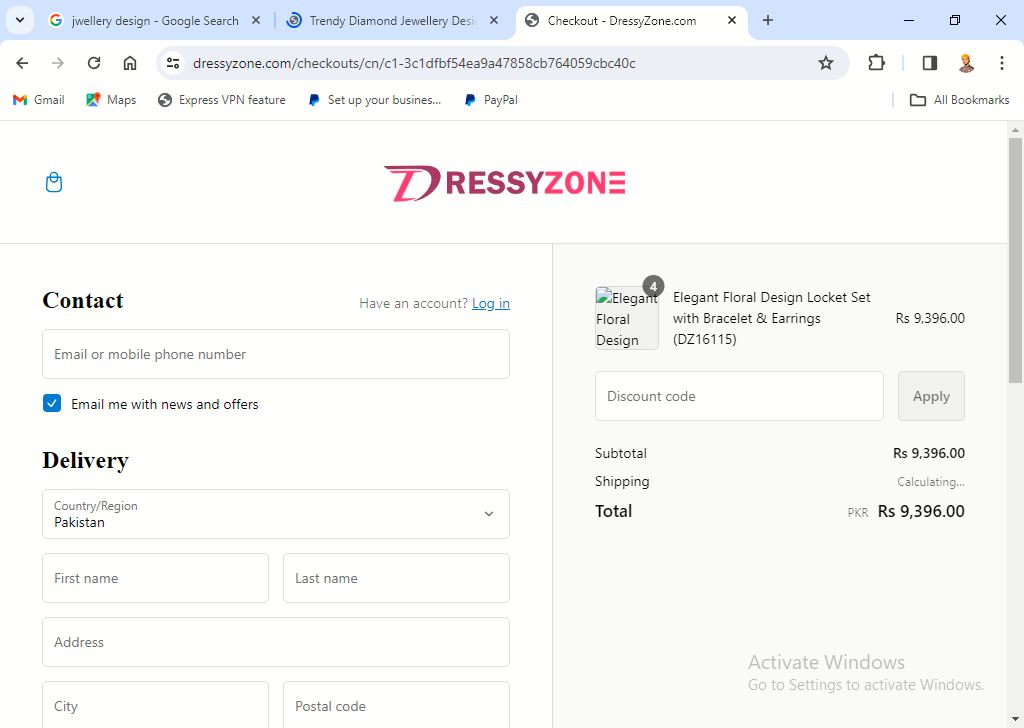 jwellery design - Google Search
Trendy Diamond Jewellery Desi
Checkout - DressyZone.com
dressyzone.com/checkouts/cn/c1-3c1dfbf54ea9a47858cb764059cbc40c
Gmail
Maps
Express VPN feature
Set up your busines...
PayPal
All Bookmarks
DRESSYZONE
Contact
Have an account? Log in
Email or mobile phone number
Email me with news and offers
Delivery
Country/Region
Pakistan
First name
Last name
Address
City
Postal code
4
Elegant
Floral
Design
Elegant Floral Design Locket Set
with Bracelet & Earrings
(DZ16115)
Rs 9,396.00
Discount code
Apply
Subtotal
Rs 9,396.00
Shipping
Calculating...
Total
PKR Rs 9,396.00
Activate Windows
Go to Settings to activate Windows.